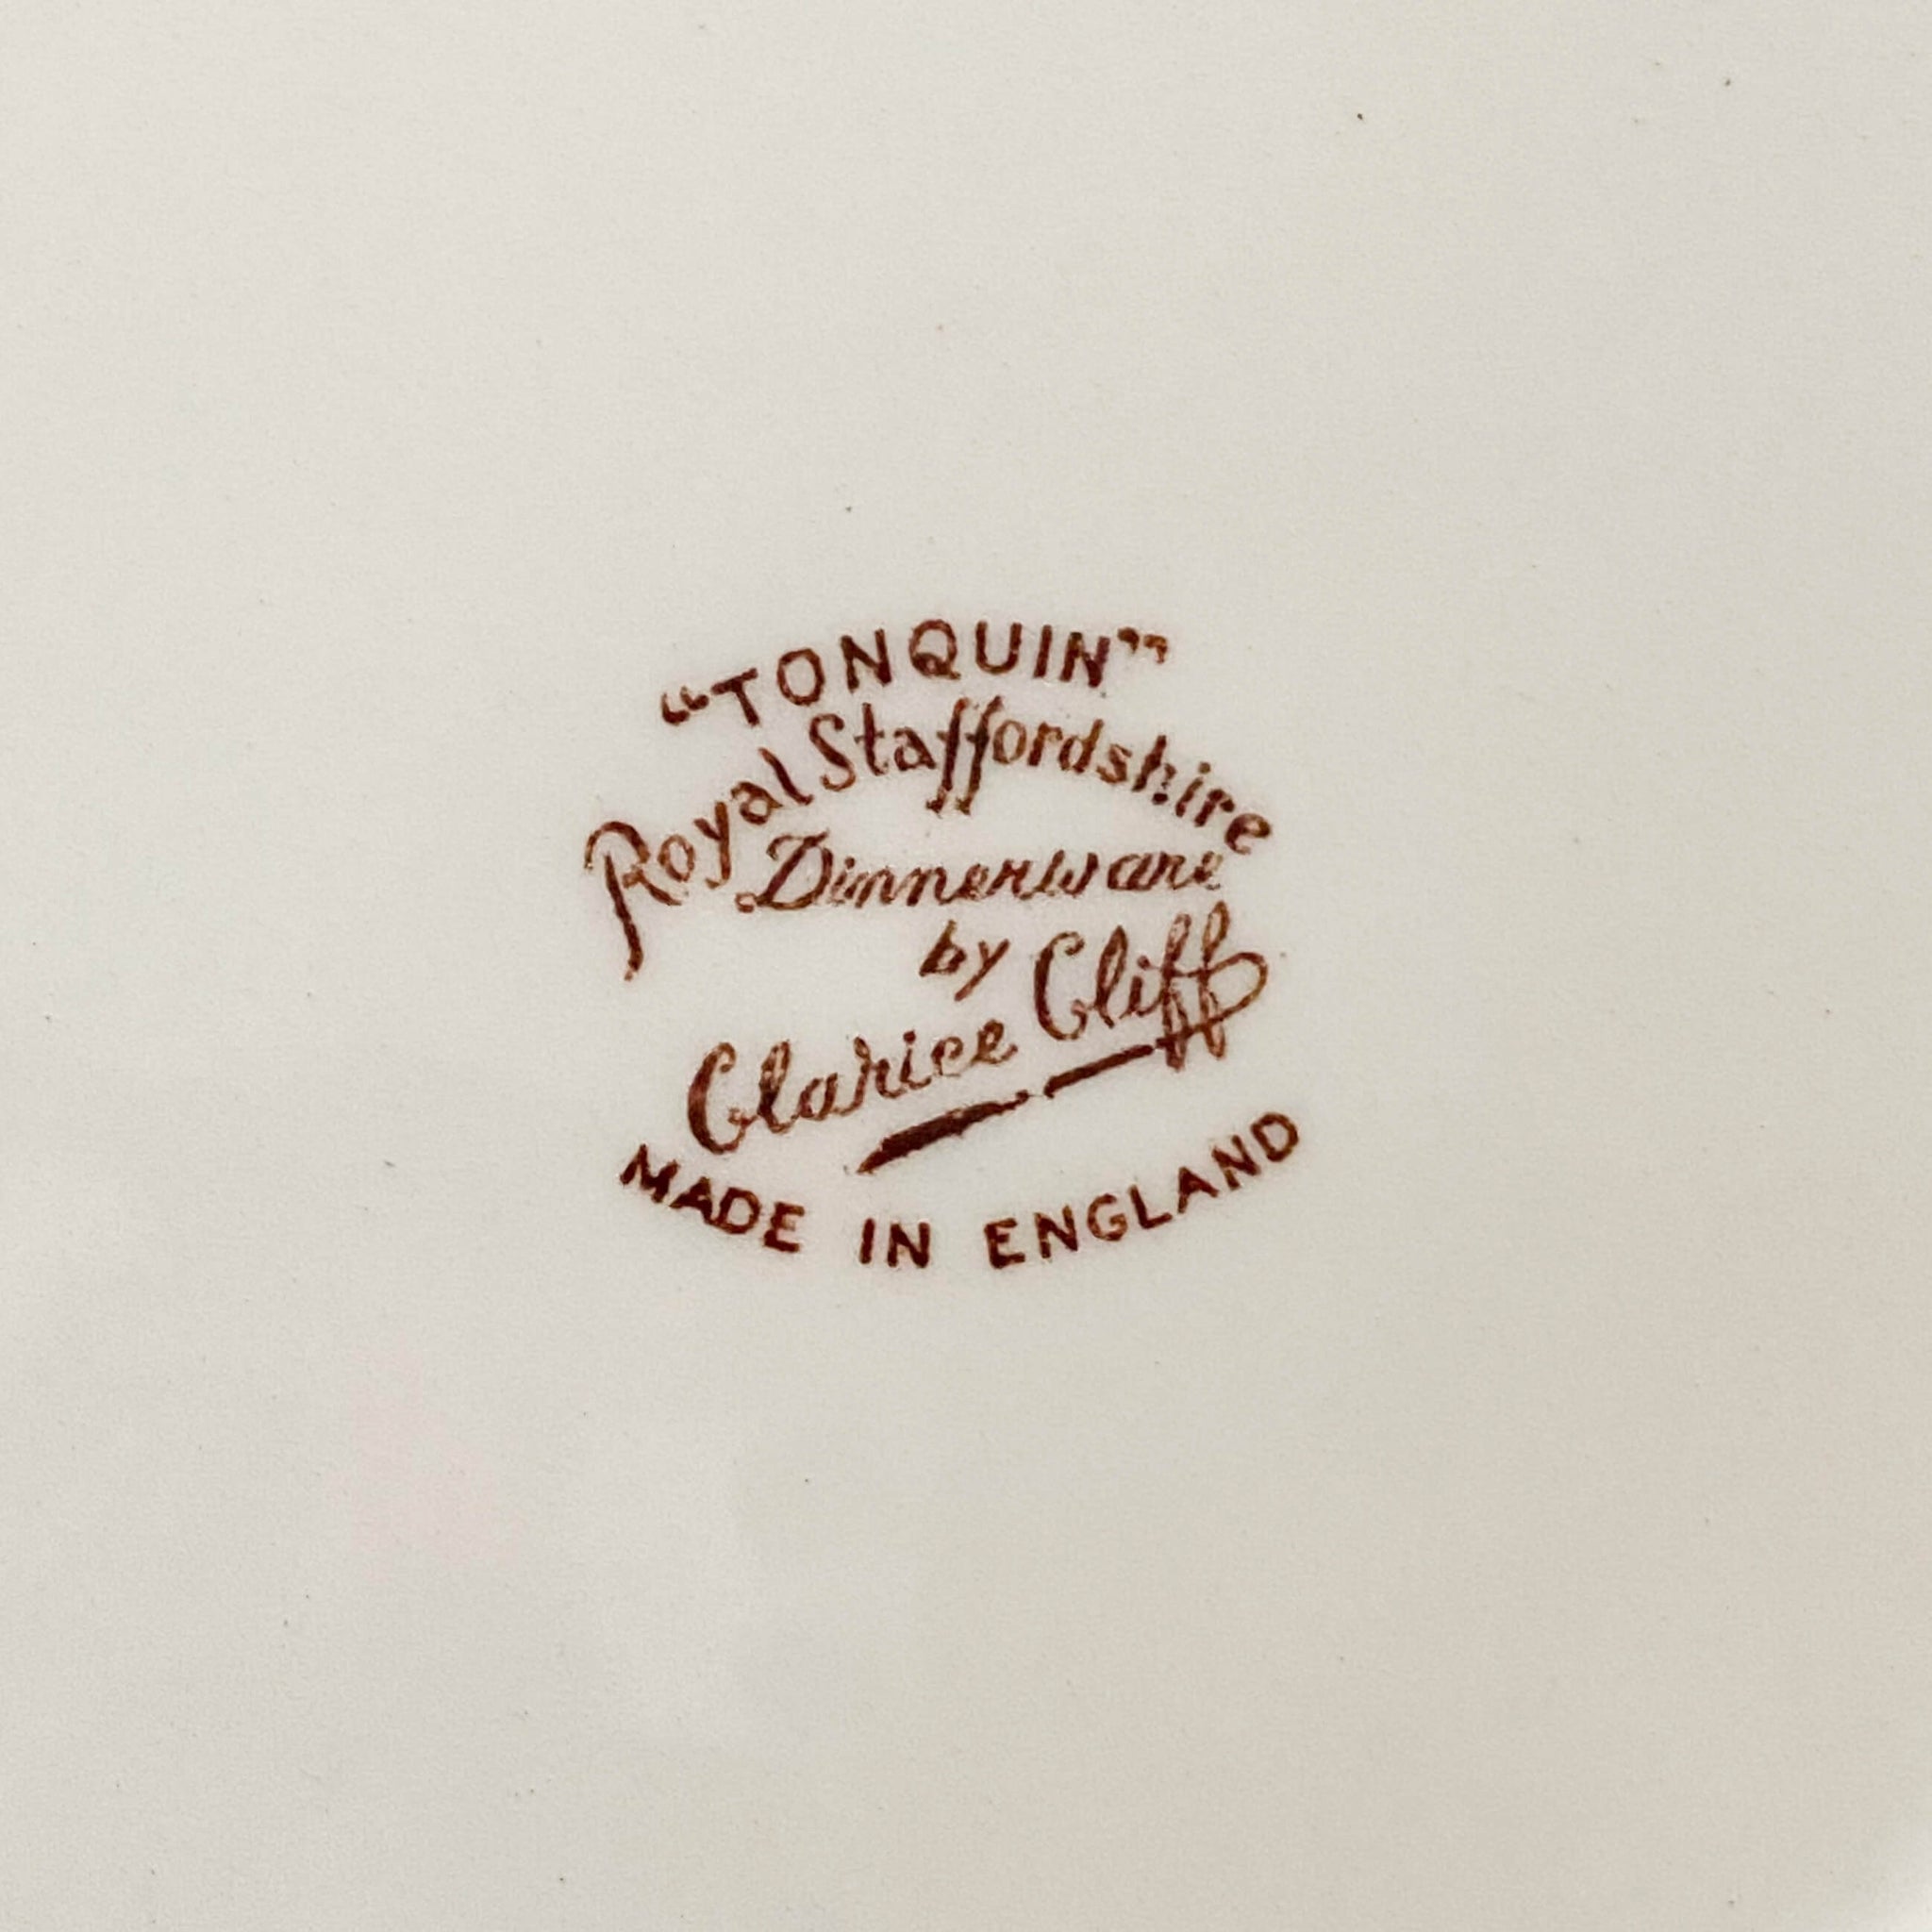 “TONQUIN”
Royal Staffordshire
Dinnerware
by
Clarice Cliff
MADE IN ENGLAND